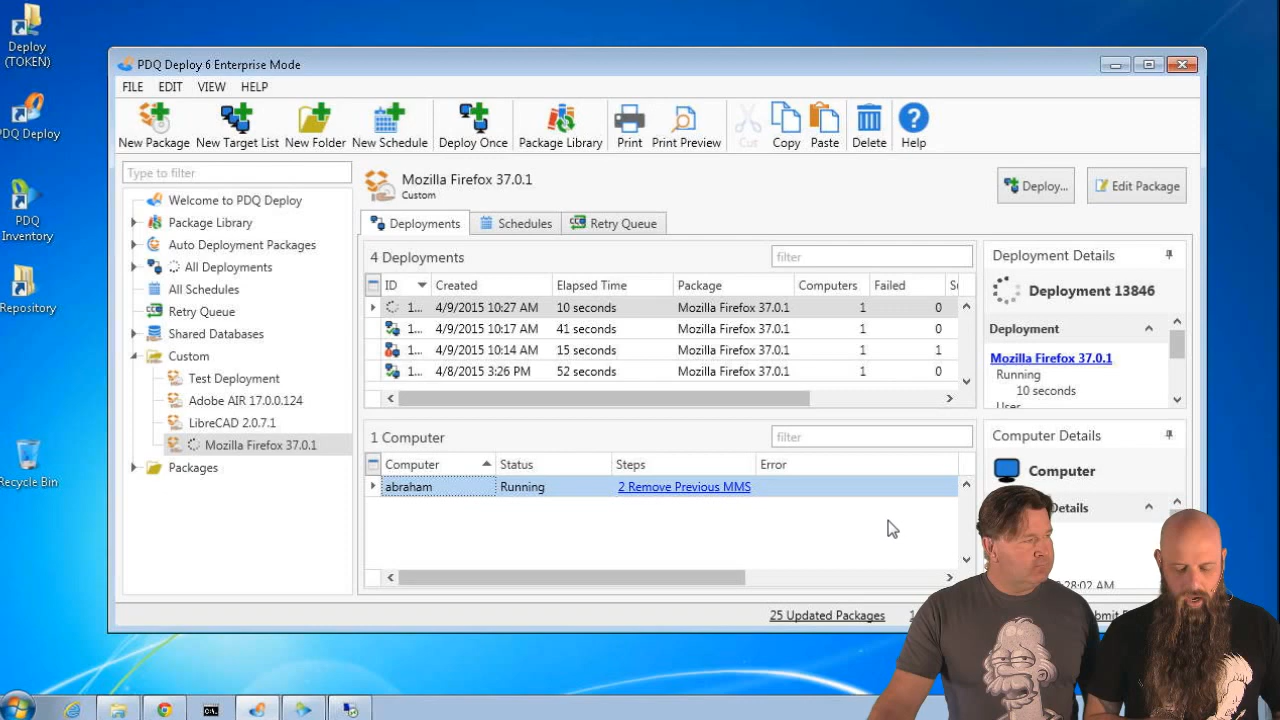 Deploy
(TOKEN)
PDQ Deploy
PDQ
Inventory
Repository
Recycle Bin
PDQ Deploy 6 Enterprise Mode
FILE EDIT VIEW HELP
New Package New Target List New Folder New Schedule Deploy Once Package Library Print Print Preview Cut Copy Paste Delete Help
Type to filter
Welcome to PDQ Deploy
Package Library
Auto Deployment Packages
All Deployments
All Schedules
Retry Queue
Shared Databases
Custom
Test Deployment
Adobe AIR 17.0.0.124
LibreCAD 2.0.7.1
Mozilla Firefox 37.0.1
Packages
Mozilla Firefox 37.0.1
Custom
Deploy... Edit Package
Deployments Schedules Retry Queue
4 Deployments filter
ID Created Elapsed Time Package Computers Failed
1... 4/9/2015 10:27 AM 10 seconds Mozilla Firefox 37.0.1 1 0
1... 4/9/2015 10:17 AM 41 seconds Mozilla Firefox 37.0.1 1 0
1... 4/9/2015 10:14 AM 15 seconds Mozilla Firefox 37.0.1 1 1
1... 4/8/2015 3:26 PM 52 seconds Mozilla Firefox 37.0.1 1 0
1 Computer filter
Computer Status Steps Error
abraham Running 2 Remove Previous MMS
Deployment Details
Deployment 13846
Deployment
Mozilla Firefox 37.0.1
Running
10 seconds
User
Computer Details
Computer
Details
:28:02 AM
25 Updated Packages